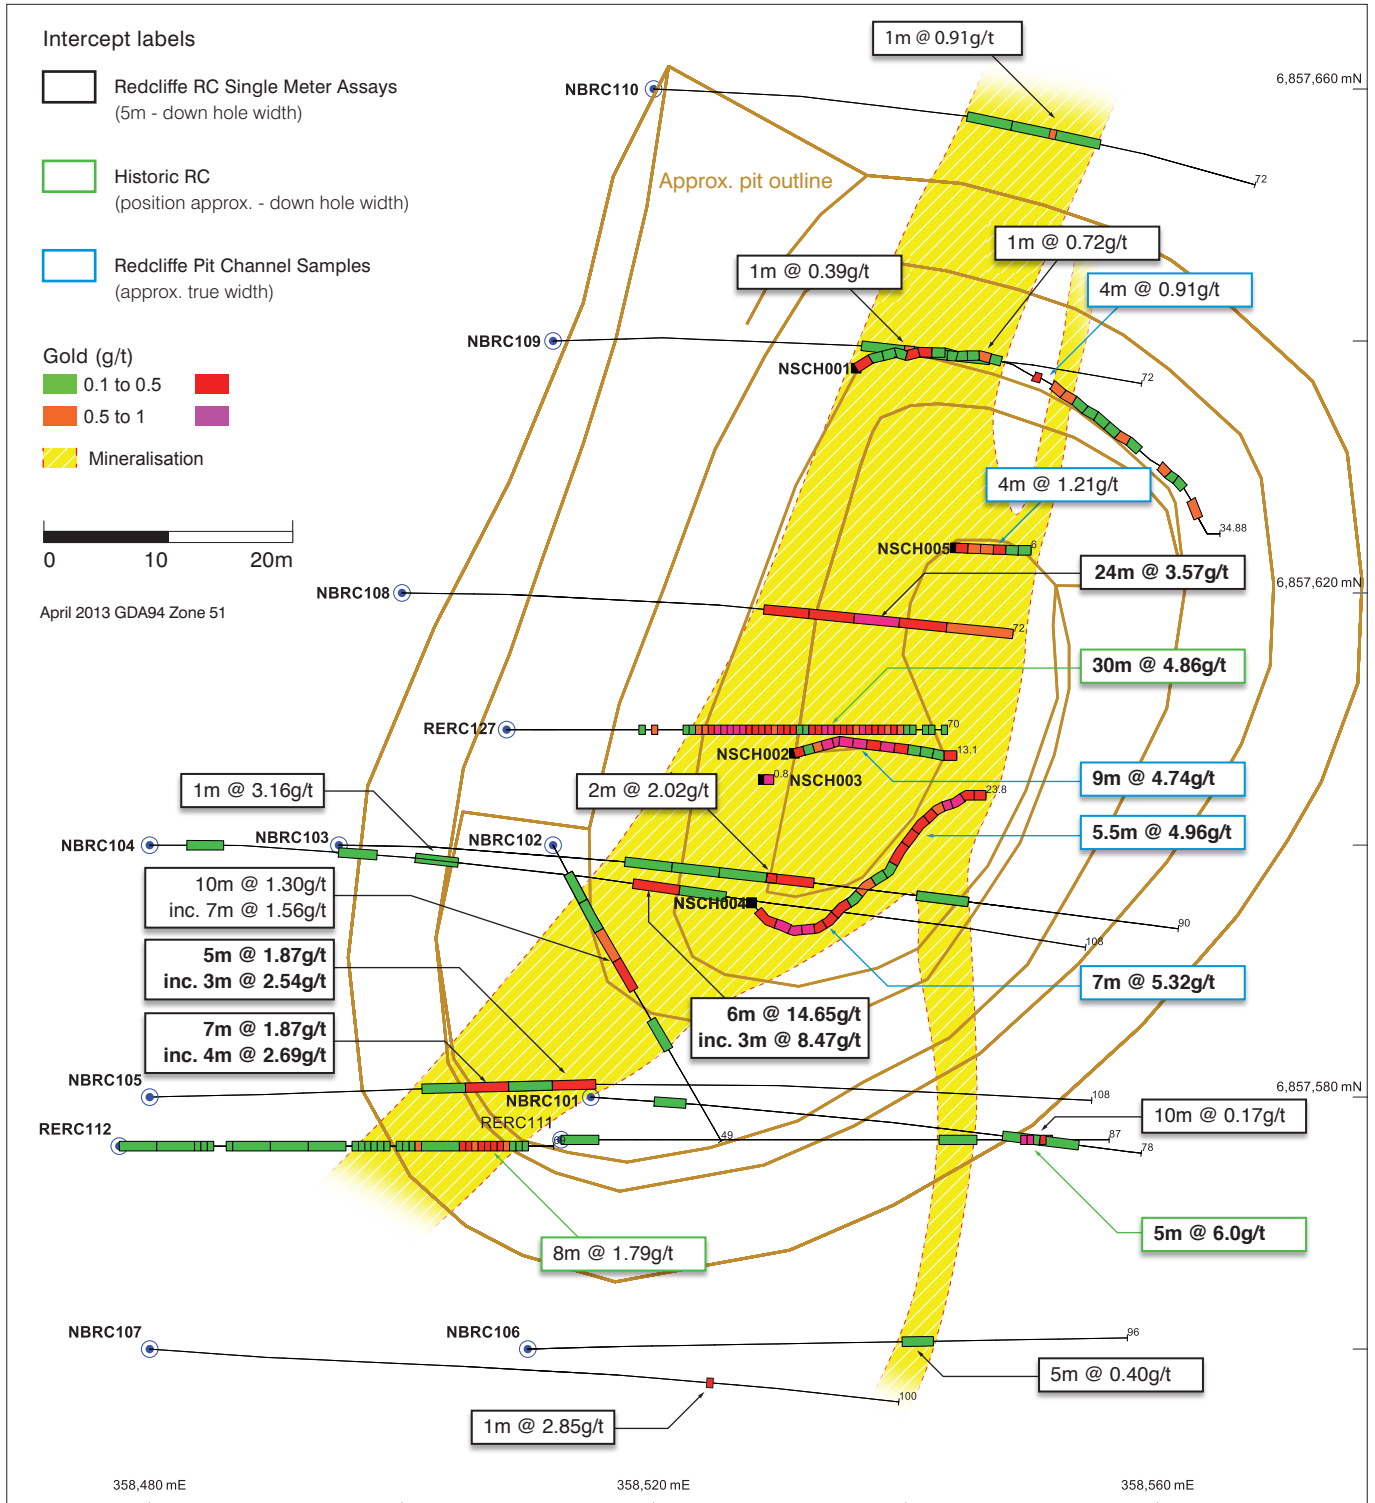 Intercept labels
Redcliffe RC Single Meter Assays
(5m - down hole width)
Historic RC
(position approx. - down hole width)
Redcliffe Pit Channel Samples
(approx. true width)
Gold (g/t)
0.1 to 0.5
0.5 to 1
Mineralisation
0 10 20m
April 2013 GDA94 Zone 51
1m @ 0.91g/t
6,857,660 mN
NBRC110
72
Approx. pit outline
1m @ 0.72g/t
1m @ 0.39g/t
4m @ 0.91g/t
NBRC109
NSCH001
72
4m @ 1.21g/t
34.88
NSCH005
6
24m @ 3.57g/t
6,857,620 mN
NBRC108
72
30m @ 4.86g/t
RERC127
70
NSCH002
13.1
0.8
NSCH003
9m @ 4.74g/t
1m @ 3.16g/t
2m @ 2.02g/t
23.8
5.5m @ 4.96g/t
NBRC104
NBRC103
NBRC102
10m @ 1.30g/t
inc. 7m @ 1.56g/t
NSCH004
90
108
5m @ 1.87g/t
inc. 3m @ 2.54g/t
7m @ 5.32g/t
6m @ 14.65g/t
inc. 3m @ 8.47g/t
7m @ 1.87g/t
inc. 4m @ 2.69g/t
NBRC105
6,857,580 mN
NBRC101
108
10m @ 0.17g/t
RERC112
RERC111
49
87
78
5m @ 6.0g/t
8m @ 1.79g/t
NBRC107
NBRC106
96
5m @ 0.40g/t
100
1m @ 2.85g/t
358,480 mE
358,520 mE
358,560 mE